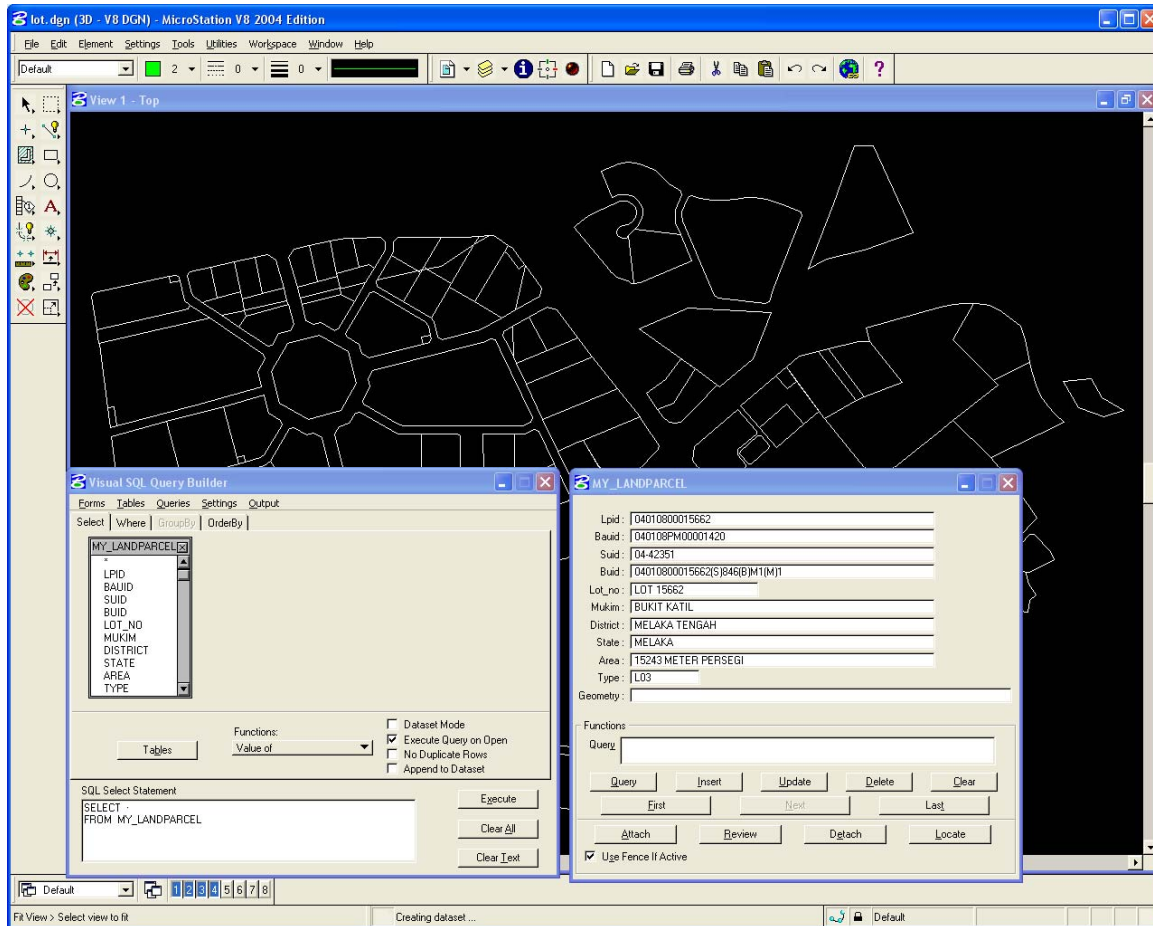 lot.dgn (3D - V8 DGN) - MicroStation V8 2004 Edition
File Edit Element Settings Tools Utilities Workspace Window Help
Default 2 0 0
View 1 - Top
Visual SQL Query Builder
Forms Tables Queries Settings Output
Select Where GroupBy OrderBy
MY_LANDPARCEL
*
LPID
BAUID
SUID
BUID
LOT_NO
MUKIM
DISTRICT
STATE
AREA
TYPE
Tables
Functions:
Value of
Dataset Mode
Execute Query on Open
No Duplicate Rows
Append to Dataset
SQL Select Statement
SELECT *
FROM MY_LANDPARCEL
Execute
Clear All
Clear Text
MY_LANDPARCEL
Lpid : 04010800015662
Bauid : 040108PM00001420
Suid : 04-42351
Buid : 04010800015662(S)846(B)M1(M)1
Lot_no : LOT 15662
Mukim : BUKIT KATIL
District : MELAKA TENGAH
State : MELAKA
Area : 15243 METER PERSEGI
Type : L03
Geometry :
Functions
Query
Query Insert Update Delete Clear
First Next Last
Attach Review Detach Locate
Use Fence If Active
Default 1 2 3 4 5 6 7 8
Fit View > Select view to fit Creating dataset ... Default